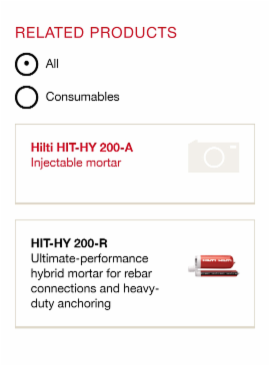 RELATED PRODUCTS
All
Consumables
Hilti HIT-HY 200-A
Injectable mortar
HIT-HY 200-R
Ultimate-performance
hybrid mortar for rebar
connections and heavy-
duty anchoring